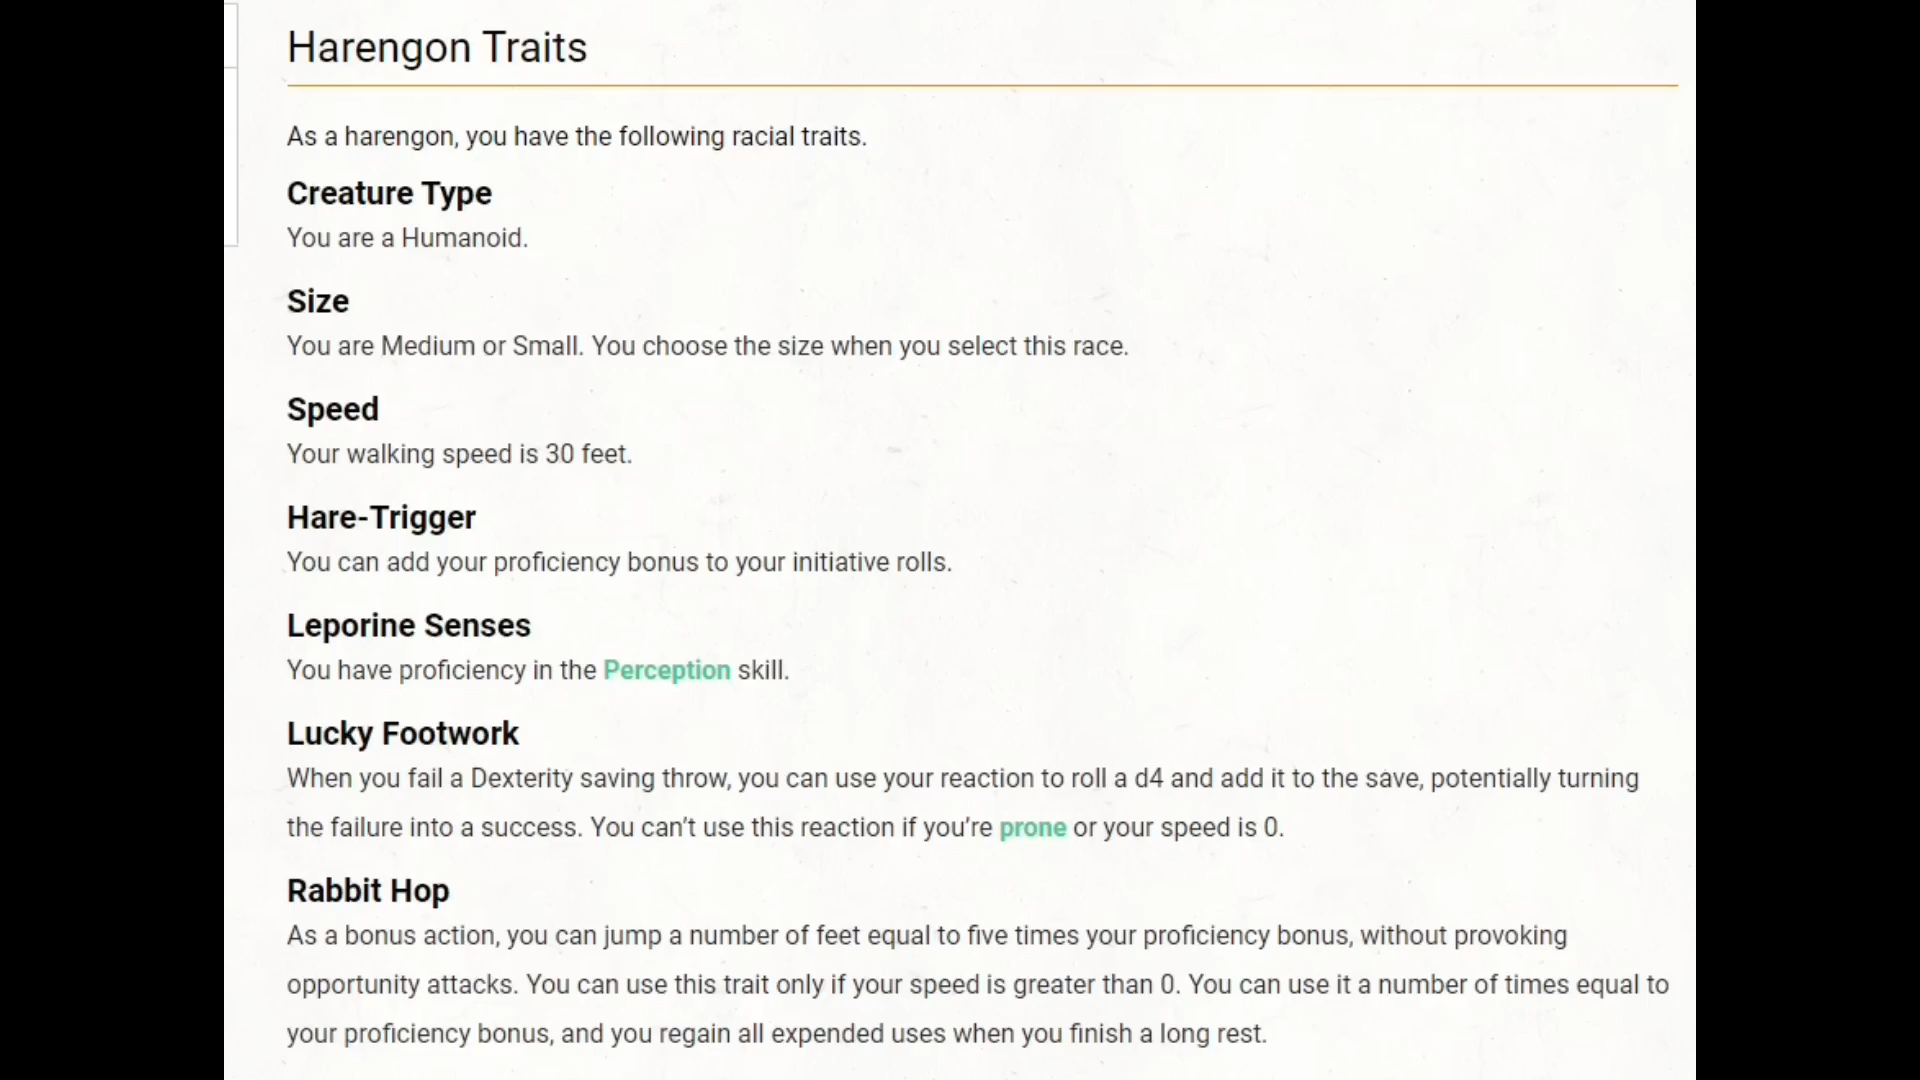 Harengon Traits
As a harengon, you have the following racial traits.
Creature Type
You are a Humanoid.
Size
You are Medium or Small. You choose the size when you select this race.
Speed
Your walking speed is 30 feet.
Hare-Trigger
You can add your proficiency bonus to your initiative rolls.
Leporine Senses
You have proficiency in the Perception skill.
Lucky Footwork
When you fail a Dexterity saving throw, you can use your reaction to roll a d4 and add it to the save, potentially turning
the failure into a success. You can’t use this reaction if you’re prone or your speed is 0.
Rabbit Hop
As a bonus action, you can jump a number of feet equal to five times your proficiency bonus, without provoking
opportunity attacks. You can use this trait only if your speed is greater than 0. You can use it a number of times equal to
your proficiency bonus, and you regain all expended uses when you finish a long rest.